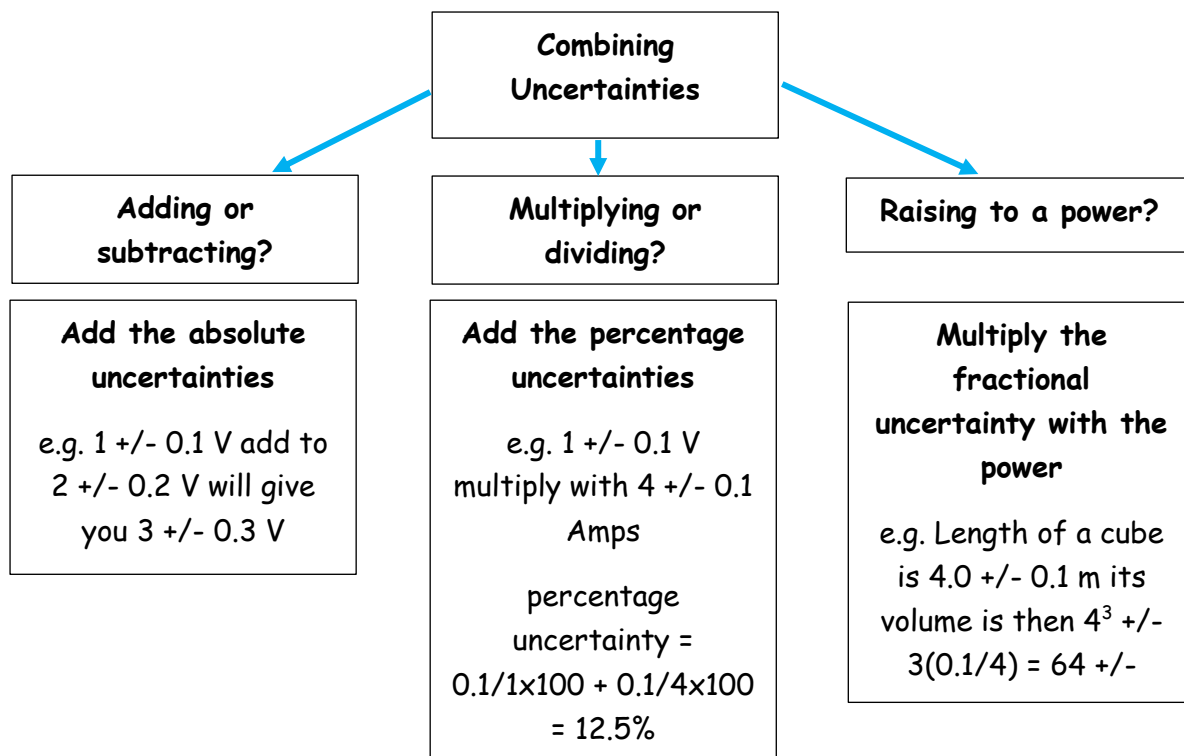 Combining
Uncertainties
Adding or
subtracting?
Multiplying or
dividing?
Raising to a power?
Add the absolute
uncertainties
e.g. 1 +/- 0.1 V add to
2 +/- 0.2 V will give
you 3 +/- 0.3 V
Add the percentage
uncertainties
e.g. 1 +/- 0.1 V
multiply with 4 +/- 0.1
Amps
percentage
uncertainty =
0.1/1x100 + 0.1/4x100
= 12.5%
Multiply the
fractional
uncertainty with the
power
e.g. Length of a cube
is 4.0 +/- 0.1 m its
volume is then 4³ +/-
3(0.1/4) = 64 +/-